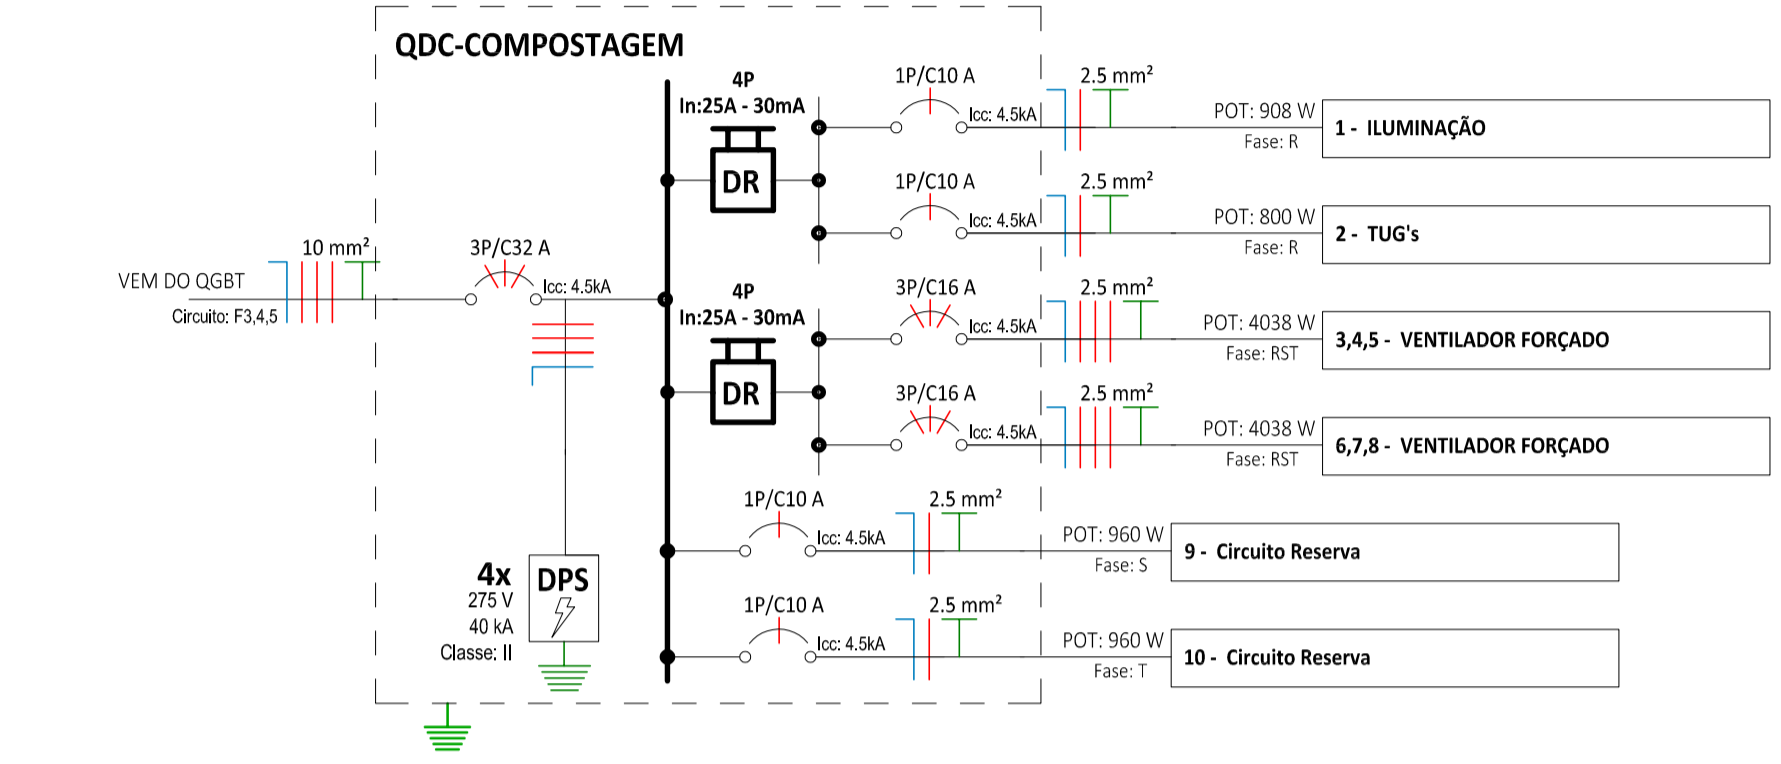 QDC-COMPOSTAGEM
4P
In:25A - 30mA
DR
1P/C10 A
Icc: 4.5kA
2.5 mm²
POT: 908 W
Fase: R
1 - ILUMINAÇÃO
1P/C10 A
Icc: 4.5kA
2.5 mm²
POT: 800 W
Fase: R
2 - TUG's
VEM DO QGBT
Circuito: F3,4,5
10 mm²
3P/C32 A
Icc: 4.5kA
4P
In:25A - 30mA
DR
3P/C16 A
Icc: 4.5kA
2.5 mm²
POT: 4038 W
Fase: RST
3,4,5 - VENTILADOR FORÇADO
3P/C16 A
Icc: 4.5kA
2.5 mm²
POT: 4038 W
Fase: RST
6,7,8 - VENTILADOR FORÇADO
1P/C10 A
Icc: 4.5kA
2.5 mm²
POT: 960 W
Fase: S
9 - Circuito Reserva
4x
275 V
40 kA
Classe: II
DPS
1P/C10 A
Icc: 4.5kA
2.5 mm²
POT: 960 W
Fase: T
10 - Circuito Reserva